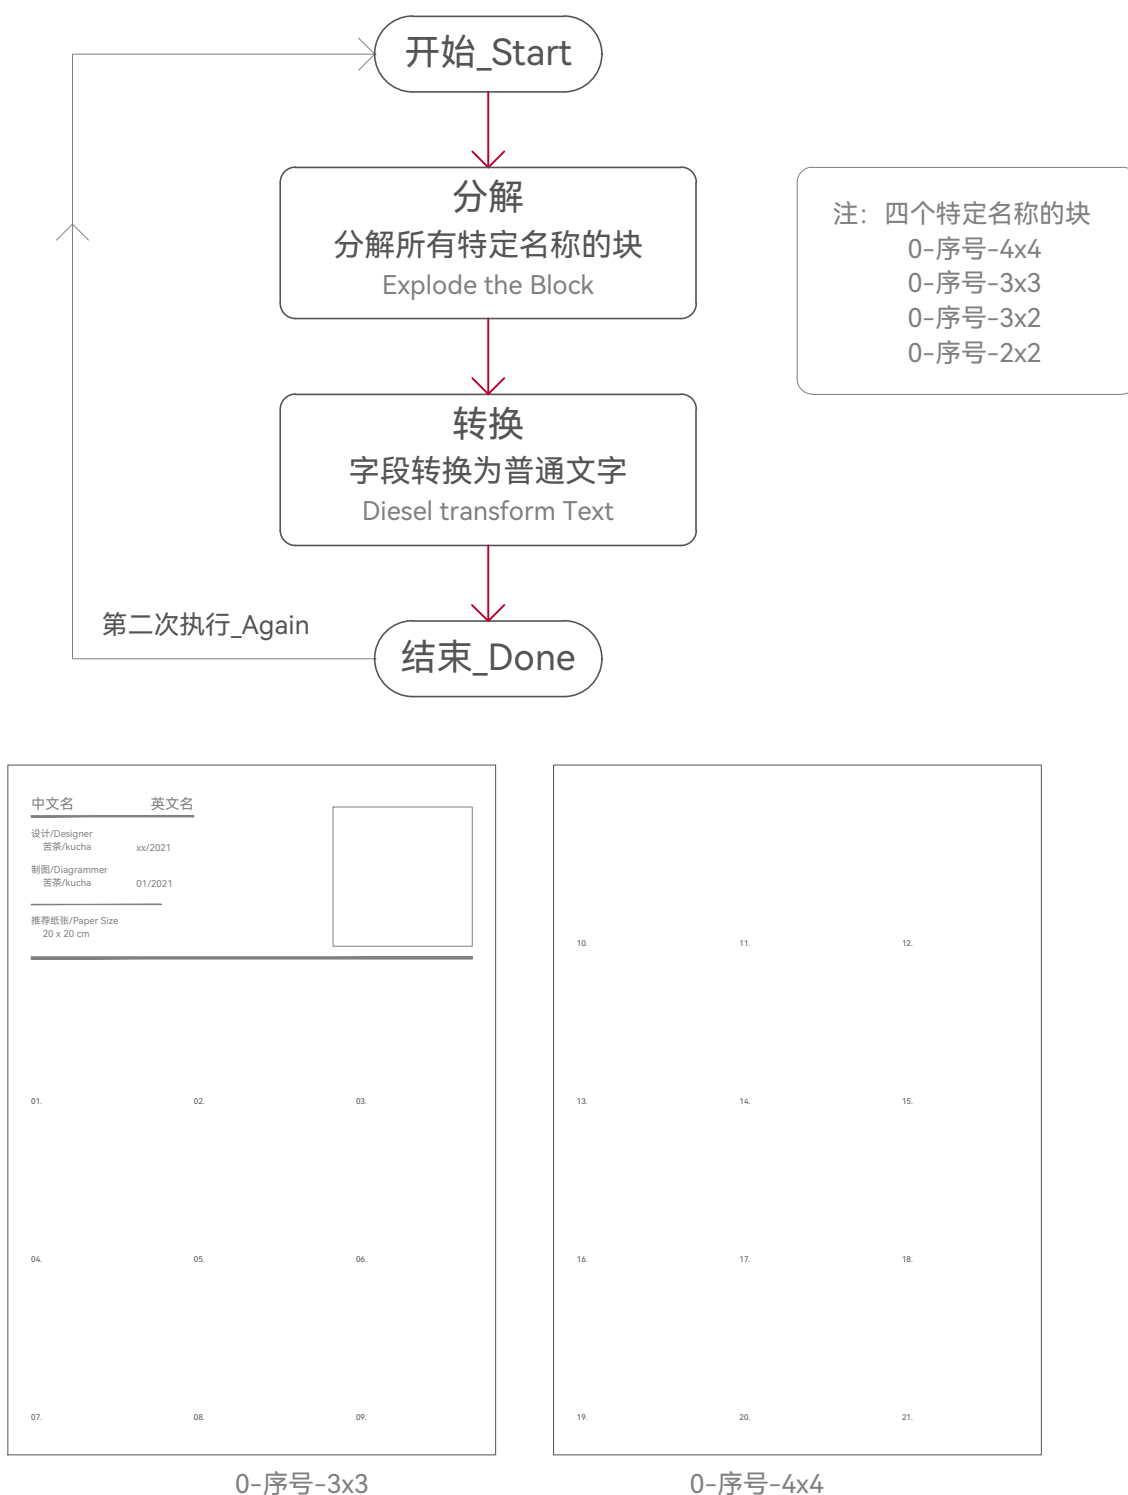 开始_Start
分解
分解所有特定名称的块
Explode the Block
注：四个特定名称的块
0-序号-4x4
0-序号-3x3
0-序号-3x2
0-序号-2x2
转换
字段转换为普通文字
Diesel transform Text
第二次执行_Again
结束_Done
中文名 英文名
设计/Designer
苦茶/kucha xx/2021
制图/Diagrammer
苦茶/kucha 01/2021
推荐纸张/Paper Size
20 x 20 cm
01. 02. 03.
04. 05. 06.
07. 08. 09.
0-序号-3x3
10. 11. 12.
13. 14. 15.
16. 17. 18.
19. 20. 21.
0-序号-4x4